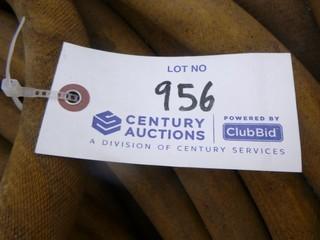 LOT NO
956
CENTURY
AUCTIONS
POWERED BY
ClubBid
A DIVISION OF CENTURY SERVICES